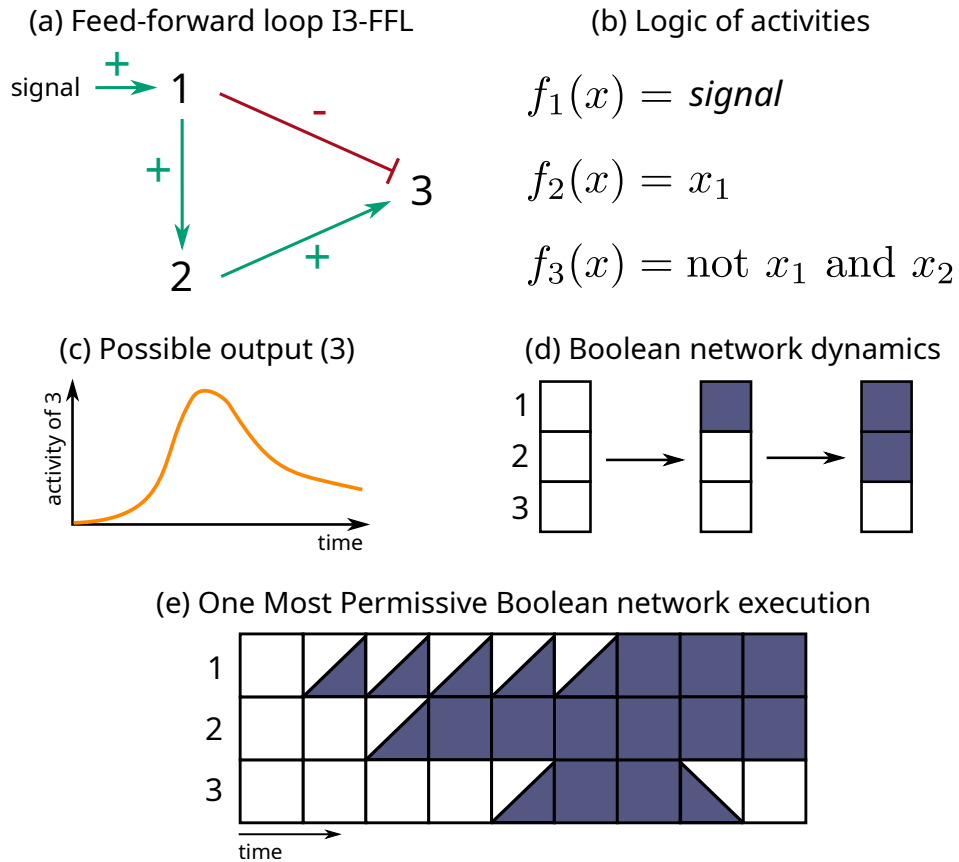 (a) Feed-forward loop I3-FFL
signal
+
1
-
+
3
+
2
(b) Logic of activities
f₁(x) = signal
f₂(x) = x₁
f₃(x) = not x₁ and x₂
(c) Possible output (3)
activity of 3
time
(d) Boolean network dynamics
1
2
3
(e) One Most Permissive Boolean network execution
1
2
3
time